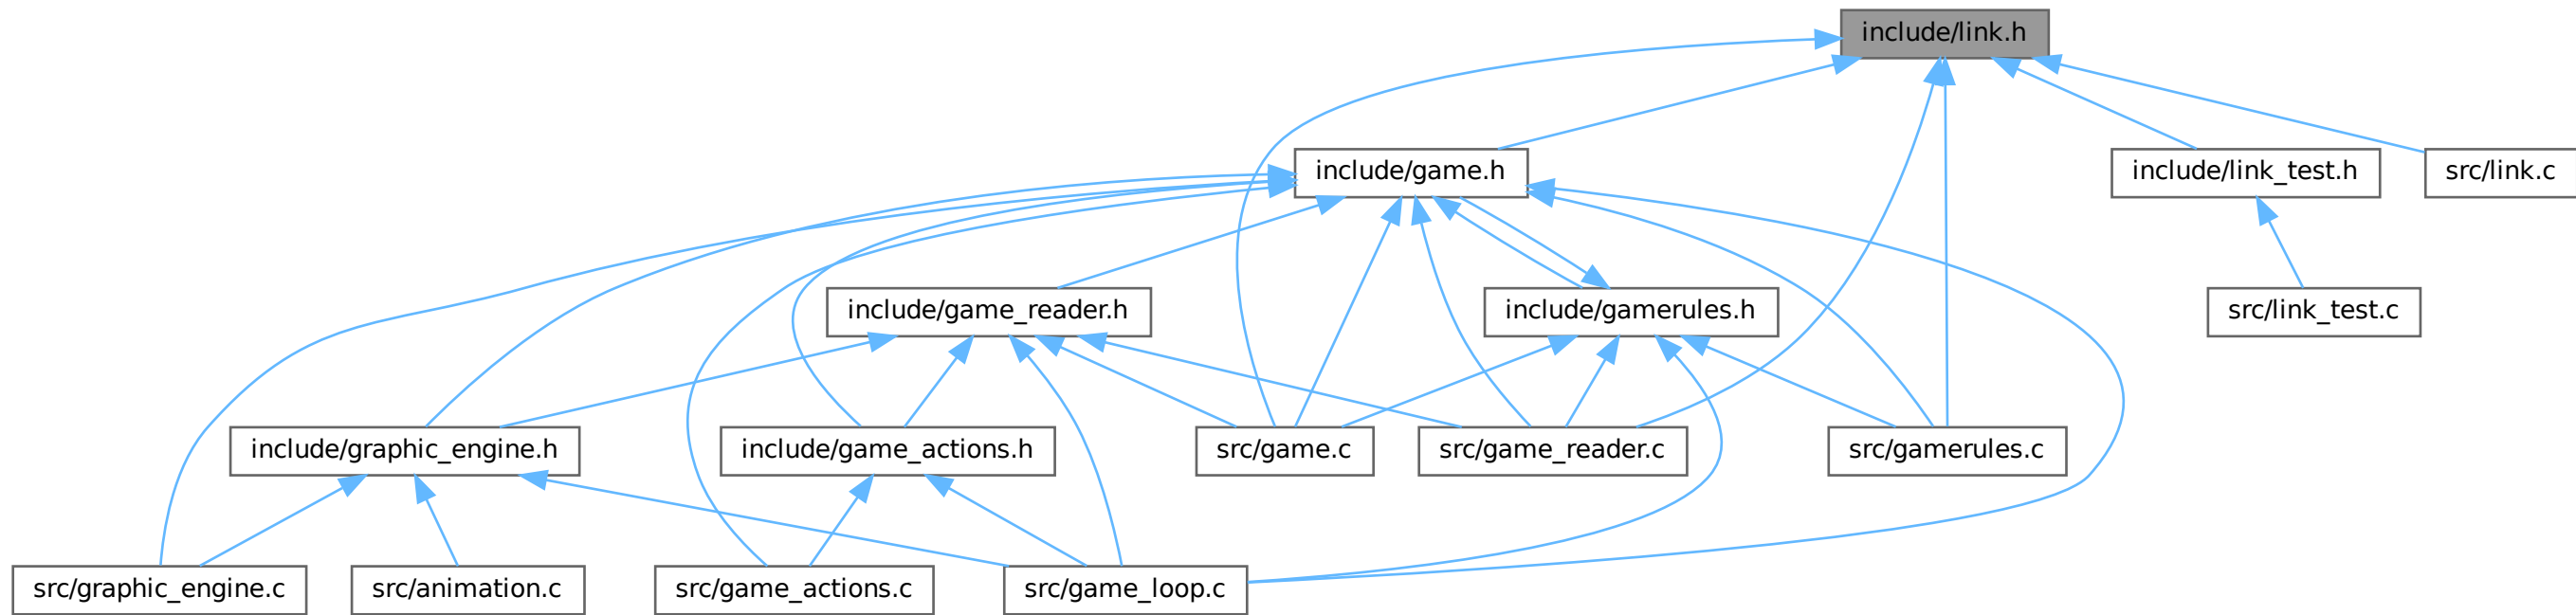 include/link.h
include/game.h
include/link_test.h
src/link.c
include/game_reader.h
include/gamerules.h
src/link_test.c
include/graphic_engine.h
include/game_actions.h
src/game.c
src/game_reader.c
src/gamerules.c
src/graphic_engine.c
src/animation.c
src/game_actions.c
src/game_loop.c